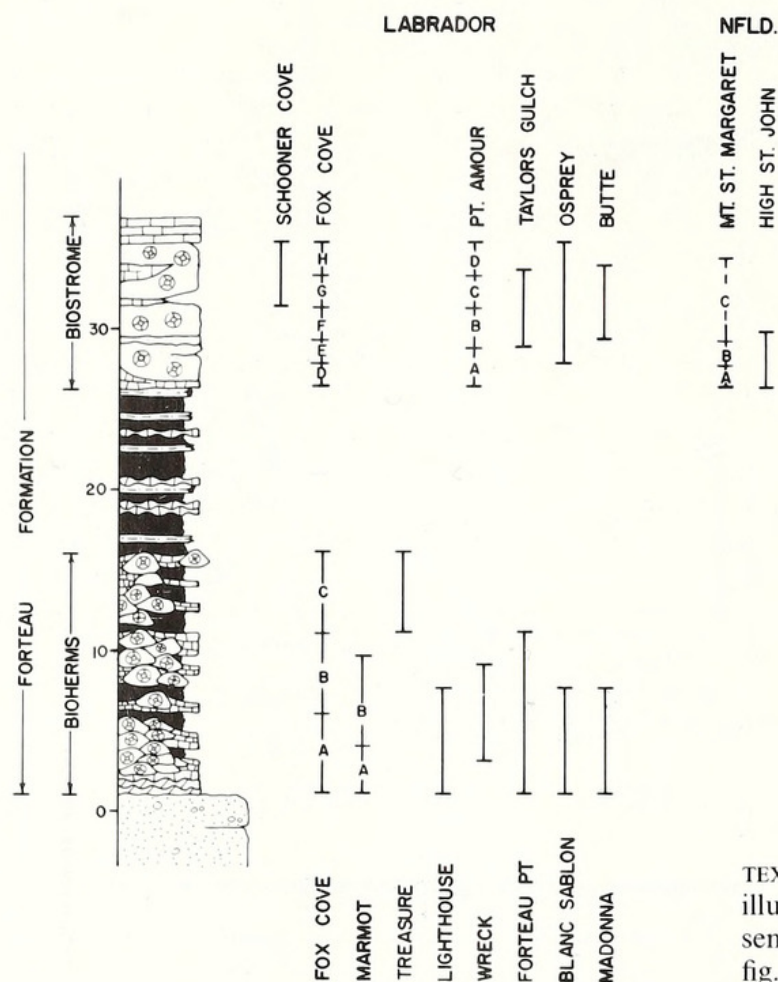 LABRADOR
NFLD.
SCHOONER COVE
FOX COVE
PT. AMOUR
TAYLORS GULCH
OSPREY
BUTTE
MT. ST. MARGARET
HIGH ST. JOHN
FORTEAU FORMATION
BIOSTROME
BIOHERMS
30
20
10
0
H
G
F
E
D
D
C
B
A
C
B
A
C
B
A
B
A
FOX COVE
MARMOT
TREASURE
LIGHTHOUSE
WRECK
FORTEAU PT
BLANC SABLON
MADONNA
TEX
illu
sen
fig.